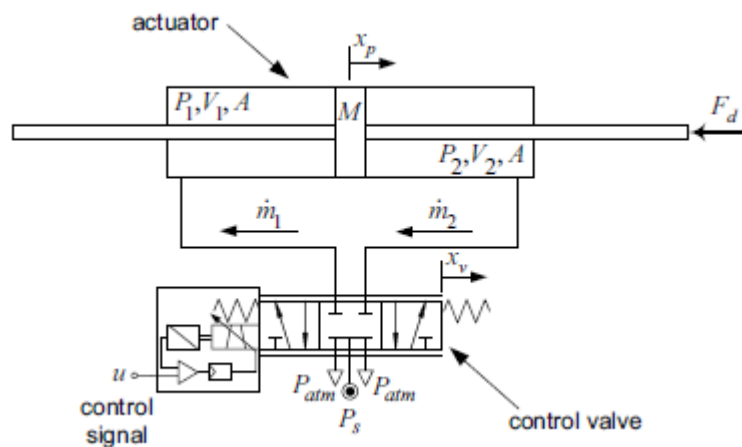 actuator
x_p
P_1,V_1, A
M
F_d
P_2,V_2, A
ṁ_1
ṁ_2
x_v
u
P_atm
P_atm
P_s
control
signal
control valve